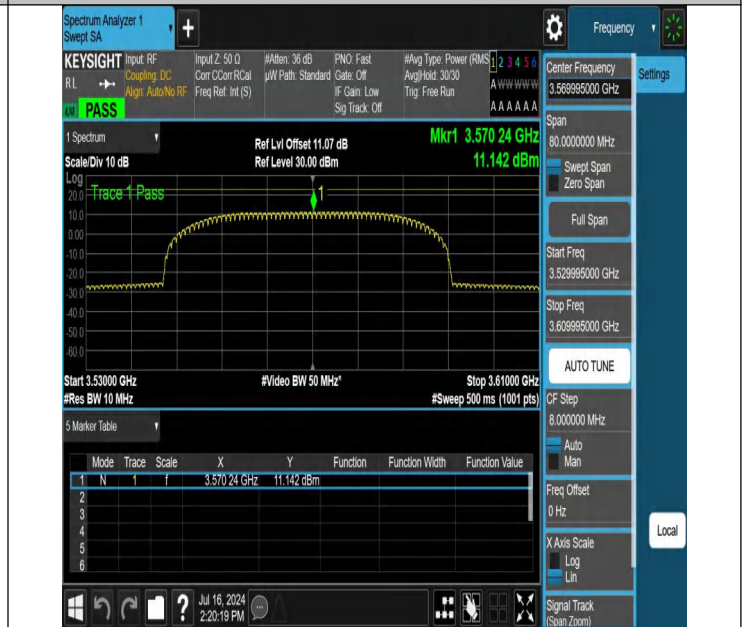 Spectrum Analyzer 1
Swept SA
+
Frequency
KEYSIGHT Input: RF Input Z: 50 Ω #Atten: 36 dB PNO: Fast #Avg Type: Power (RMS 1 2 3 4 5 6
RL Coupling: DC Corr CCorr RCal µW Path: Standard Gate: Off Avg|Hold: 30/30
Align: Auto/No RF Freq Ref: Int (S) IF Gain: Low Trig: Free Run
Sig Track: Off A A A A A A
PASS
Center Frequency
3.569995000 GHz
Settings
Span
80.0000000 MHz
Swept Span
Zero Span
Full Span
Start Freq
3.529995000 GHz
Stop Freq
3.609995000 GHz
AUTO TUNE
CF Step
8.000000 MHz
Auto
Man
Freq Offset
0 Hz
X Axis Scale
Log
Lin
Signal Track
(Span Zoom)
Local
1 Spectrum
Scale/Div 10 dB
Ref Lvl Offset 11.07 dB
Ref Level 30.00 dBm
Mkr1 3.570 24 GHz
11.142 dBm
Log
Trace 1 Pass
1
20.0
10.0
0.00
-10.0
-20.0
-30.0
-40.0
-50.0
-60.0
Start 3.53000 GHz #Video BW 50 MHz* Stop 3.61000 GHz
#Res BW 10 MHz #Sweep 500 ms (1001 pts)
5 Marker Table
Mode Trace Scale X Y Function Function Width Function Value
1 N 1 f 3.570 24 GHz 11.142 dBm
2
3
4
5
6
?
Jul 16, 2024
2:20:19 PM